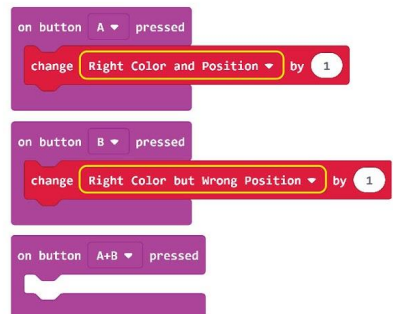 on button A pressed
change Right Color and Position by 1
on button B pressed
change Right Color but Wrong Position by 1
on button A+B pressed